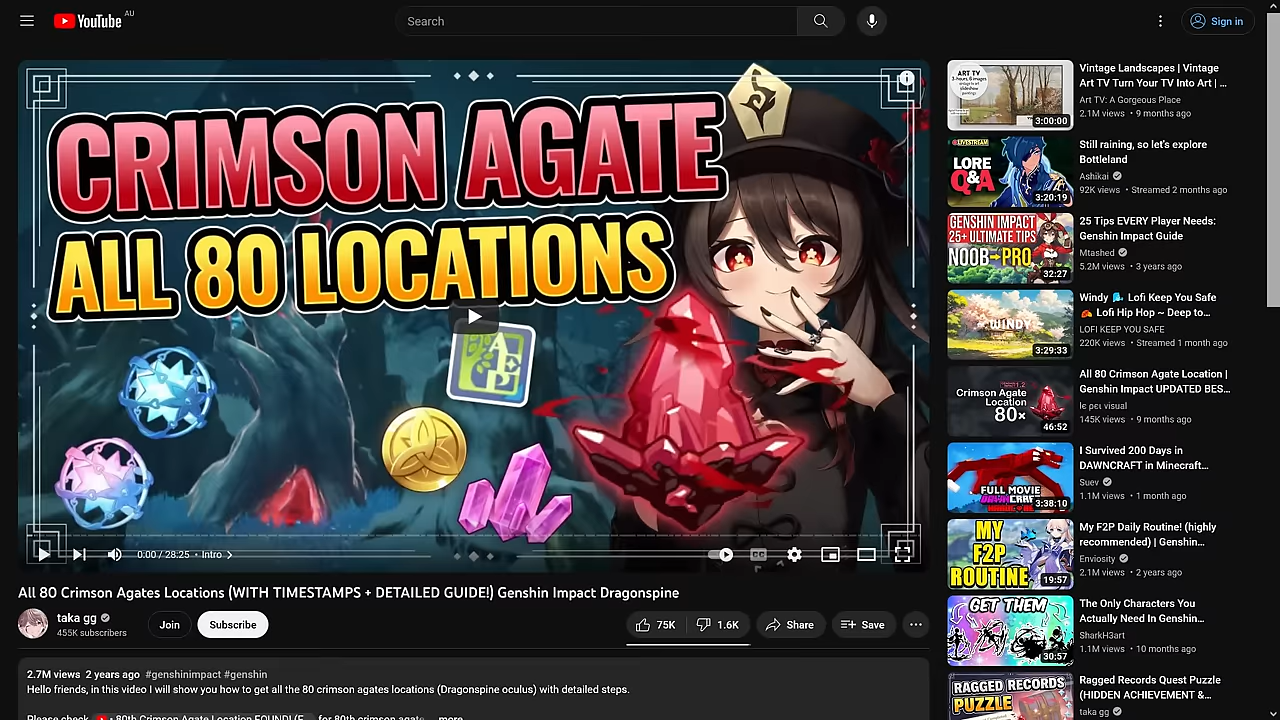 YouTube AU
Search
Sign in
CRIMSON AGATE
ALL 80 LOCATIONS
0:00 / 28:25 • Intro
CC
All 80 Crimson Agates Locations (WITH TIMESTAMPS + DETAILED GUIDE!) Genshin Impact Dragonspine
taka gg
455K subscribers
Join
Subscribe
75K
1.6K
Share
Save
2.7M views 2 years ago #genshinimpact #genshin
Hello friends, in this video I will show you how to get all the 80 crimson agates locations (Dragonspine oculus) with detailed steps.
ART TV
3:00:00
Vintage Landscapes | Vintage
Art TV Turn Your TV Into Art | ...
Art TV: A Gorgeous Place
2.1M views • 9 months ago
LIVESTREAM
LORE
Q&A
3:20:19
Still raining, so let's explore
Bottleland
Ashikai
92K views • Streamed 2 months ago
GENSHIN IMPACT
25+ ULTIMATE TIPS
NOOB PRO
32:27
25 Tips EVERY Player Needs:
Genshin Impact Guide
Mtashed
5.2M views • 3 years ago
WINDY
3:29:33
Windy Lofi Keep You Safe
Lofi Hip Hop ~ Deep to...
LOFI KEEP YOU SAFE
220K views • Streamed 1 month ago
Crimson Agate
Location
80x
46:52
All 80 Crimson Agate Location |
Genshin Impact UPDATED BES...
145K views • 9 months ago
FULL MOVIE
3:38:10
I Survived 200 Days in
DAWNCRAFT in Minecraft...
Suev
1.1M views • 1 month ago
MY
F2P
ROUTINE
19:57
My F2P Daily Routine! (highly
recommended) | Genshin...
Enviosity
2.1M views • 2 years ago
GET THEM
30:57
The Only Characters You
Actually Need In Genshin...
SharkH3art
1.1M views • 10 months ago
RAGGED RECORDS
PUZZLE
Ragged Records Quest Puzzle
(HIDDEN ACHIEVEMENT &...
taka gg